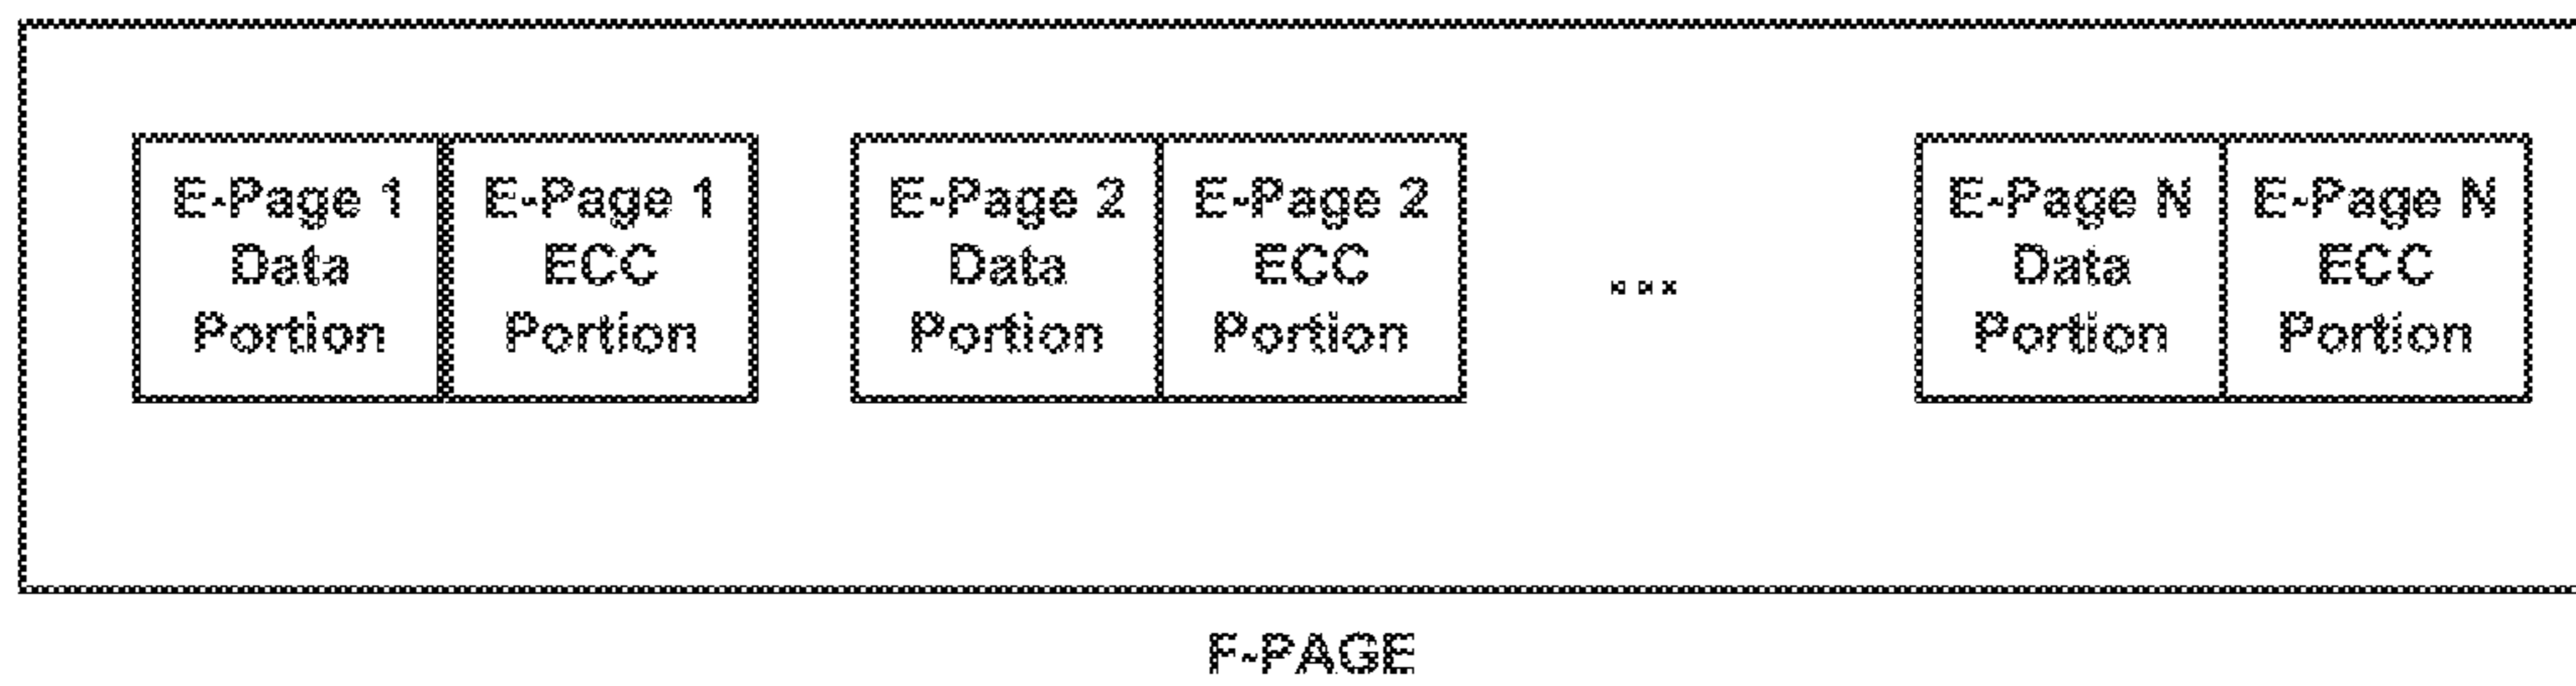 E-Page 1
Data
Portion
E-Page 1
ECC
Portion
E-Page 2
Data
Portion
E-Page 2
ECC
Portion
...
E-Page N
Data
Portion
E-Page N
ECC
Portion
F-PAGE